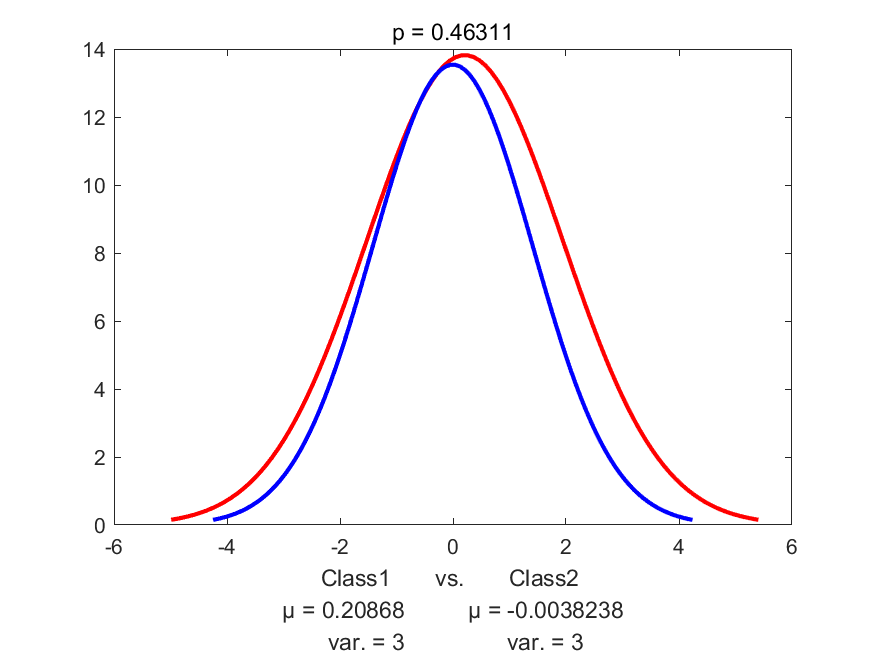 p = 0.46311
14
12
10
8
6
4
2
0
-6 -4 -2 0 2 4 6
Class1 vs. Class2
μ = 0.20868 μ = -0.0038238
var. = 3 var. = 3